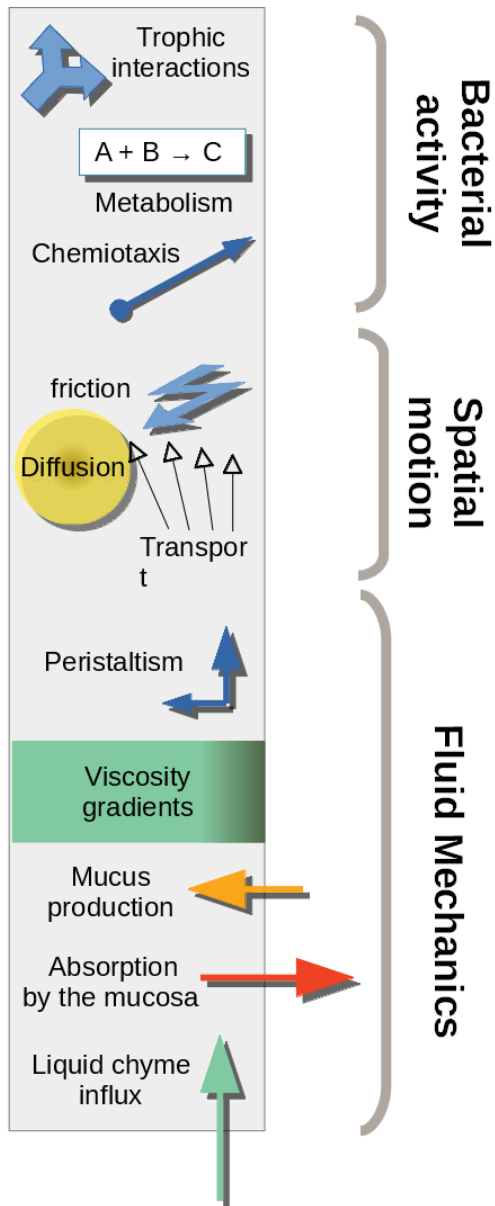 Trophic
interactions
A + B → C
Metabolism
Chemiotaxis
Bacterial
activity
friction
Diffusion
Transpor
t
Spatial
motion
Peristaltism
Viscosity
gradients
Mucus
production
Absorption
by the mucosa
Liquid chyme
influx
Fluid Mechanics